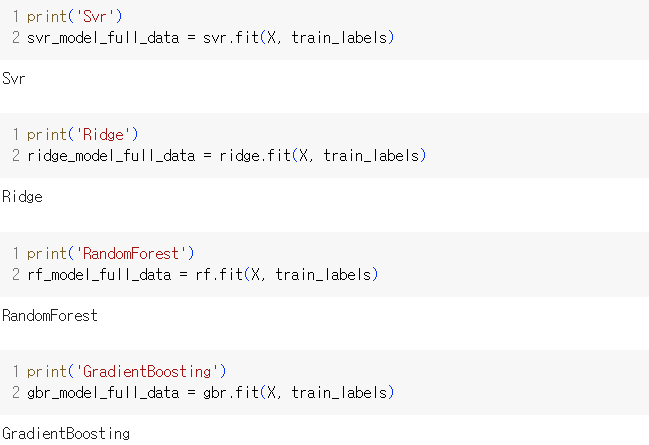 1 print('Svr')
2 svr_model_full_data = svr.fit(X, train_labels)
Svr
1 print('Ridge')
2 ridge_model_full_data = ridge.fit(X, train_labels)
Ridge
1 print('RandomForest')
2 rf_model_full_data = rf.fit(X, train_labels)
RandomForest
1 print('GradientBoosting')
2 gbr_model_full_data = gbr.fit(X, train_labels)
GradientBoosting